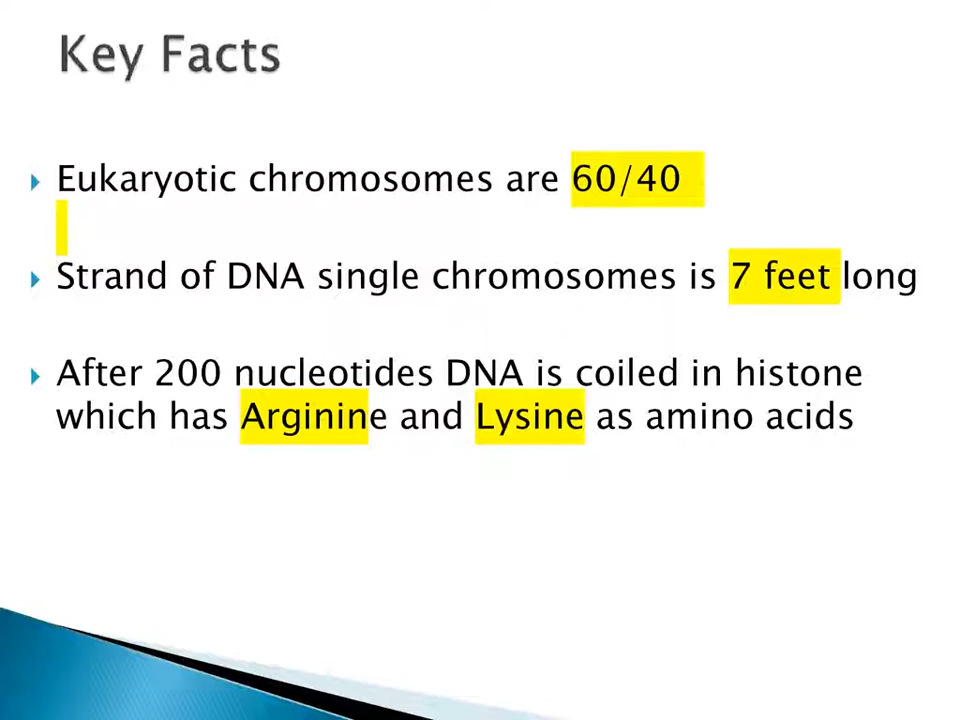 Key Facts
Eukaryotic chromosomes are 60/40
Strand of DNA single chromosomes is 7 feet long
After 200 nucleotides DNA is coiled in histone
which has Arginine and Lysine as amino acids